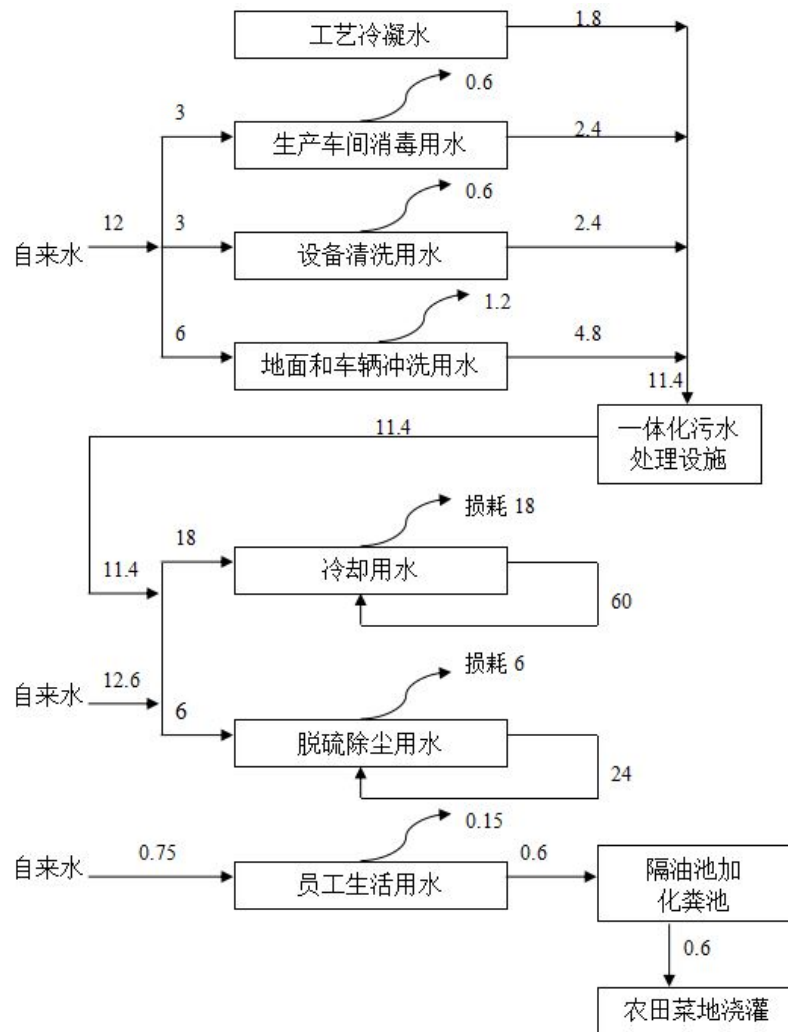 工艺冷凝水
1.8
0.6
3
生产车间消毒用水
2.4
0.6
12
3
自来水
设备清洗用水
2.4
1.2
6
地面和车辆冲洗用水
4.8
11.4
11.4
一体化污水
处理设施
损耗 18
18
冷却用水
11.4
60
损耗 6
12.6
自来水
6
脱硫除尘用水
24
0.15
0.75
自来水
员工生活用水
0.6
隔油池加
化粪池
0.6
农田菜地浇灌